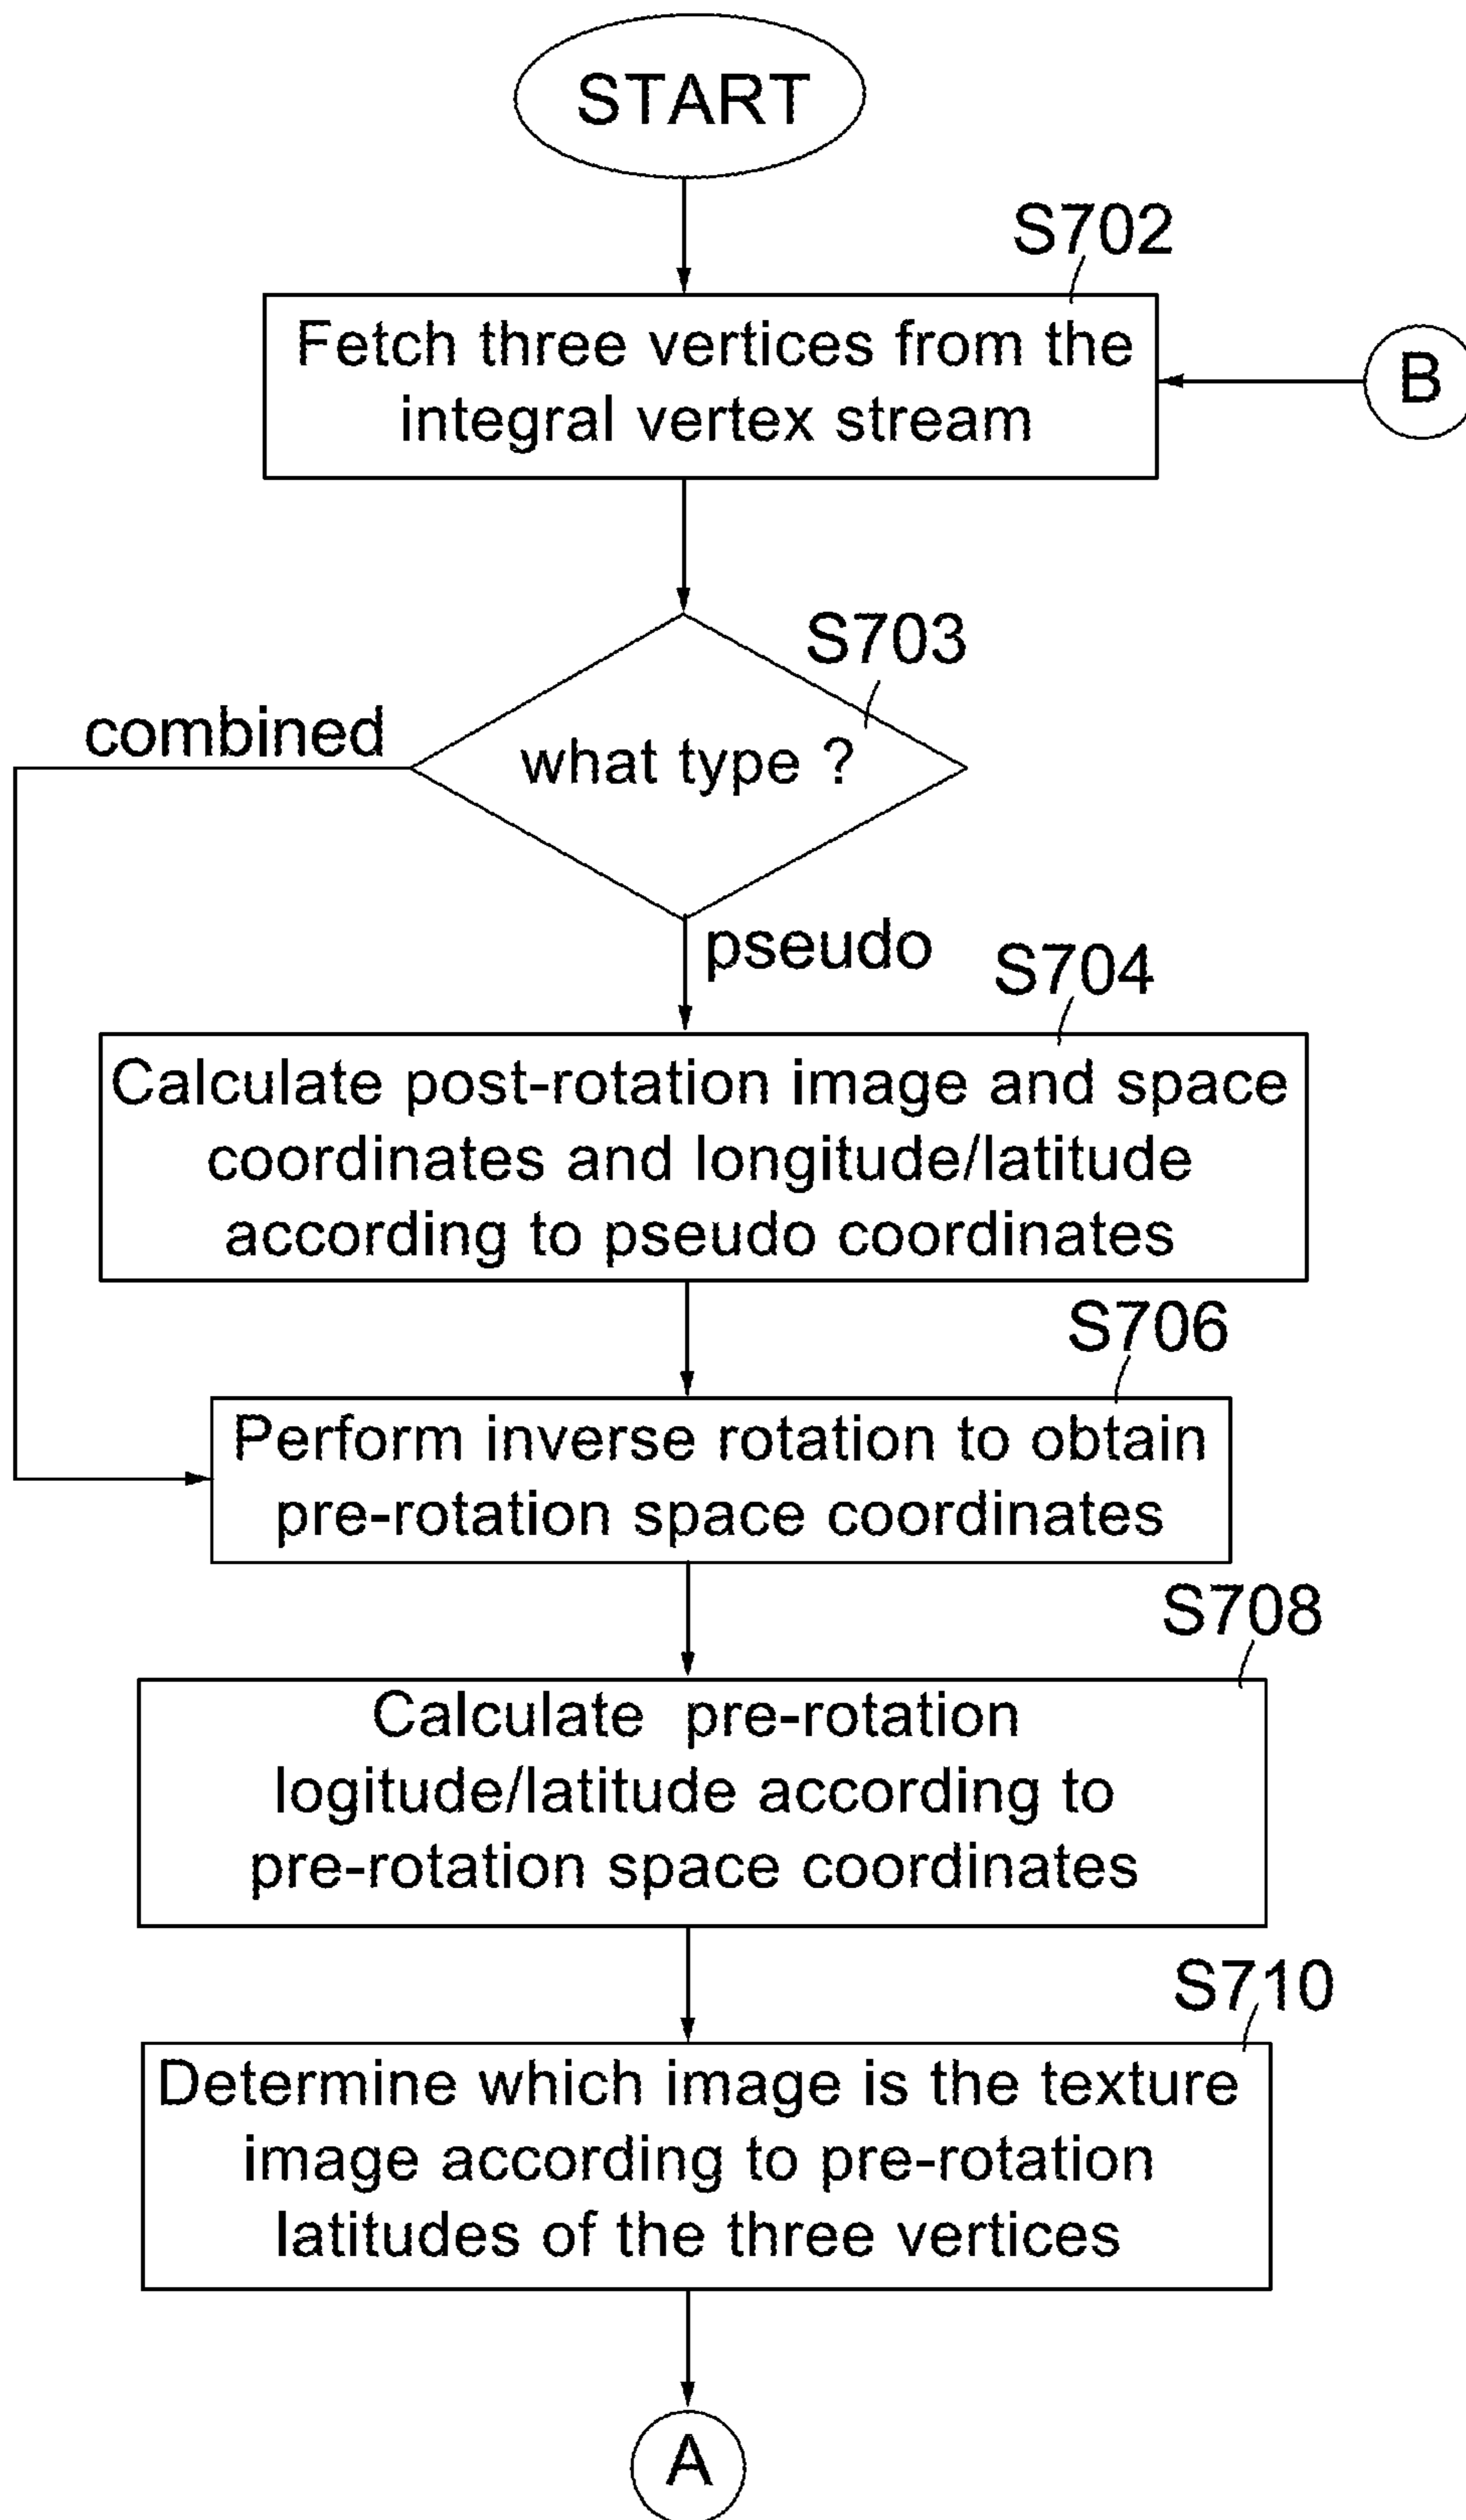 START
S702
Fetch three vertices from the
integral vertex stream
B
S703
what type ?
combined
pseudo
S704
Calculate post-rotation image and space
coordinates and longitude/latitude
according to pseudo coordinates
S706
Perform inverse rotation to obtain
pre-rotation space coordinates
S708
Calculate pre-rotation
logitude/latitude according to
pre-rotation space coordinates
S710
Determine which image is the texture
image according to pre-rotation
latitudes of the three vertices
A